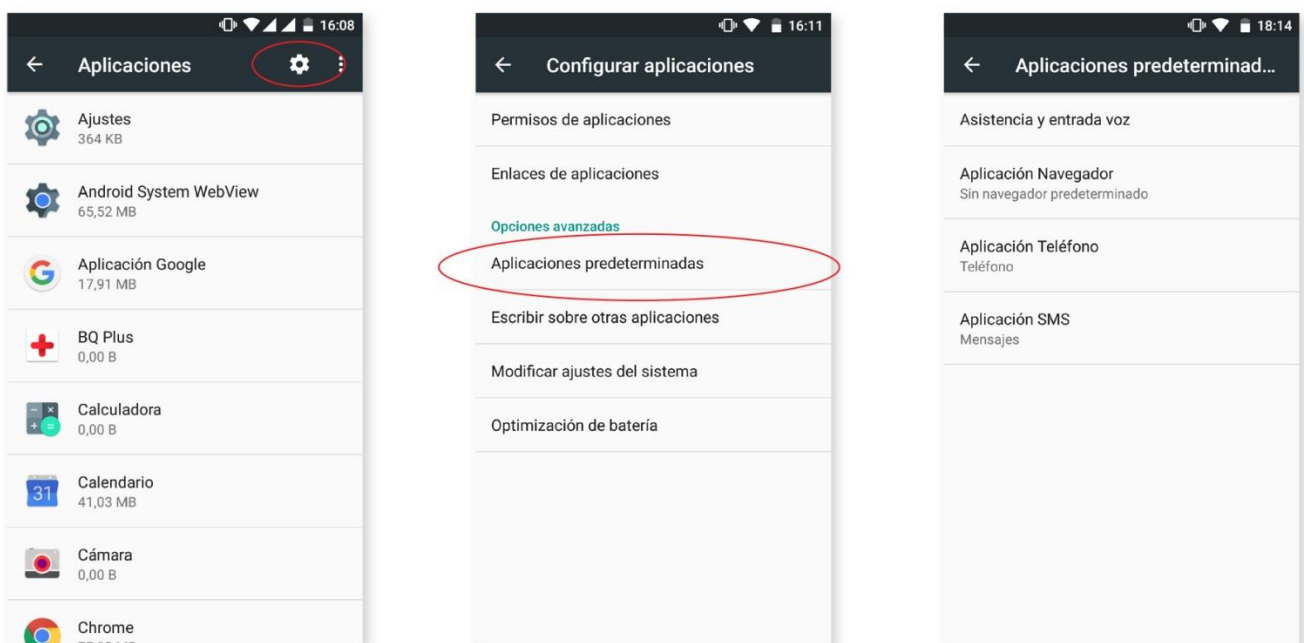 16:08
Aplicaciones
Ajustes
364 KB
Android System WebView
65,52 MB
Aplicación Google
17,91 MB
BQ Plus
0,00 B
Calculadora
0,00 B
31
Calendario
41,03 MB
Cámara
0,00 B
Chrome
16:11
Configurar aplicaciones
Permisos de aplicaciones
Enlaces de aplicaciones
Opciones avanzadas
Aplicaciones predeterminadas
Escribir sobre otras aplicaciones
Modificar ajustes del sistema
Optimización de batería
18:14
Aplicaciones predeterminad...
Asistencia y entrada voz
Aplicación Navegador
Sin navegador predeterminado
Aplicación Teléfono
Teléfono
Aplicación SMS
Mensajes